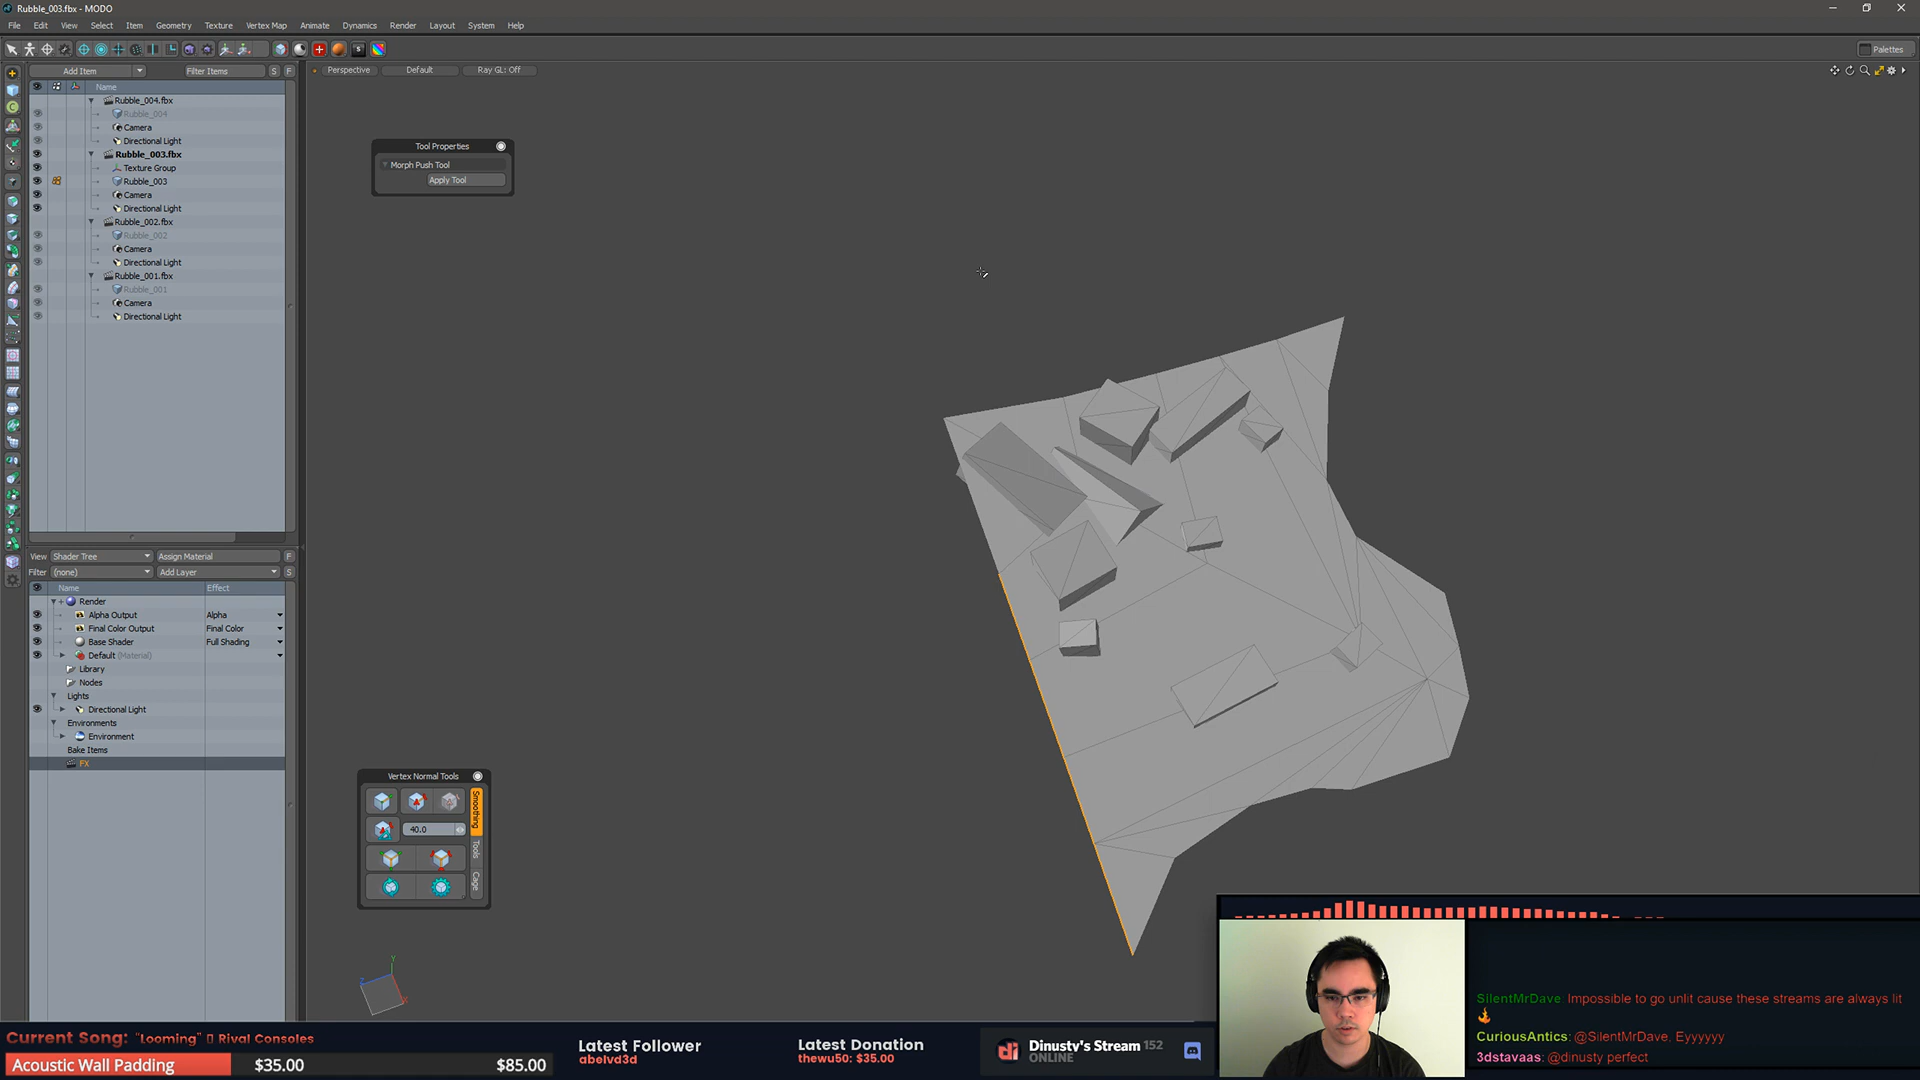 Rubble_003.fbx - MODO
File Edit View Select Item Geometry Texture Vertex Map Animate Dynamics Render Layout System Help
Palettes
Add Item Filter Items S F
Perspective Default Ray GL: Off
Name
Rubble_004.fbx
Rubble_004
Camera
Directional Light
Rubble_003.fbx
Texture Group
Rubble_003
Camera
Directional Light
Rubble_002.fbx
Rubble_002
Camera
Directional Light
Rubble_001.fbx
Rubble_001
Camera
Directional Light
Tool Properties
Morph Push Tool
Apply Tool
View Shader Tree Assign Material F
Filter (none) Add Layer S
Name Effect
Render
Alpha Output Alpha
Final Color Output Final Color
Base Shader Full Shading
Default (Material)
Library
Nodes
Lights
Directional Light
Environments
Environment
Bake Items
FX
Vertex Normal Tools
Smoothing
40.0
Tools
Cage
Y
Current Song: "Looming" Rival Consoles
Acoustic Wall Padding $35.00 $85.00
Latest Follower
abelvd3d
Latest Donation
thewu50: $35.00
Dinusty's Stream 152
ONLINE
SilentMrDave: Impossible to go unlit cause these streams are always lit
CuriousAntics: @SilentMrDave. Eyyyyyy
3dstavaas: @dinusty perfect